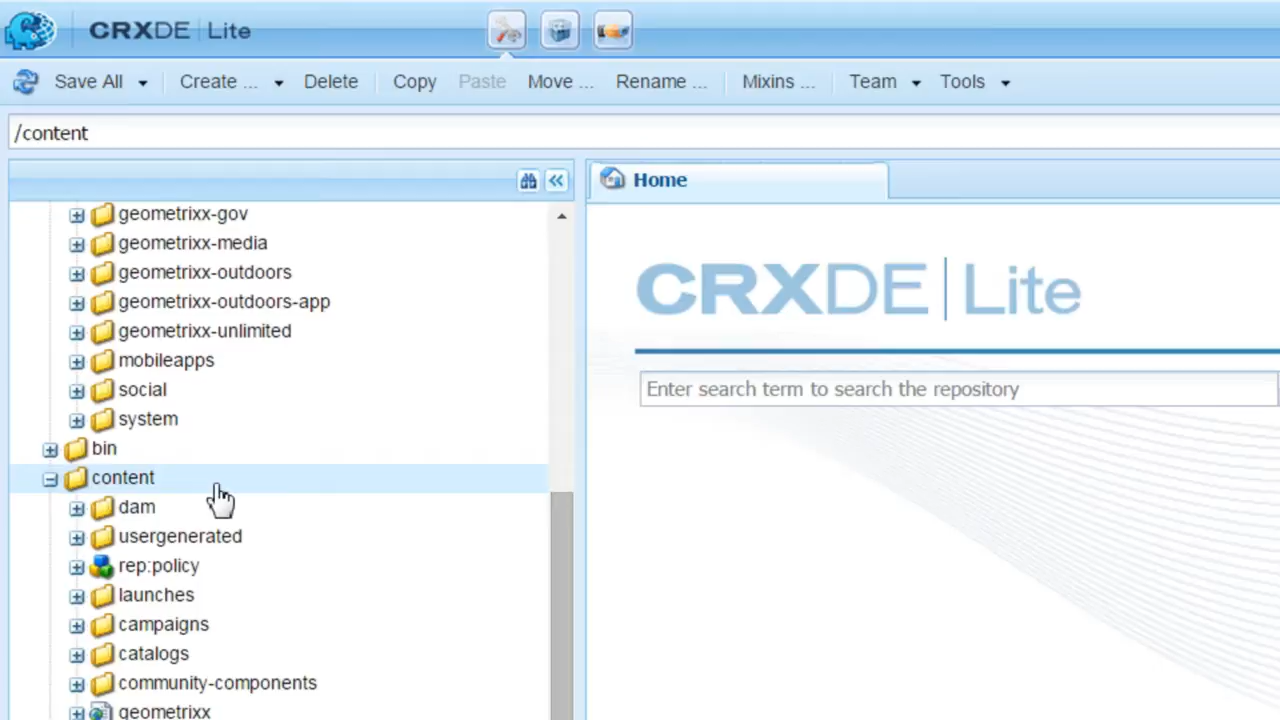 CRXDE | Lite
Save All Create ... Delete Copy Paste Move ... Rename ... Mixins ... Team Tools
/content
Home
geometrixx-gov
geometrixx-media
geometrixx-outdoors
geometrixx-outdoors-app
geometrixx-unlimited
mobileapps
social
system
bin
content
dam
usergenerated
rep:policy
launches
campaigns
catalogs
community-components
geometrixx
CRXDE | Lite
Enter search term to search the repository